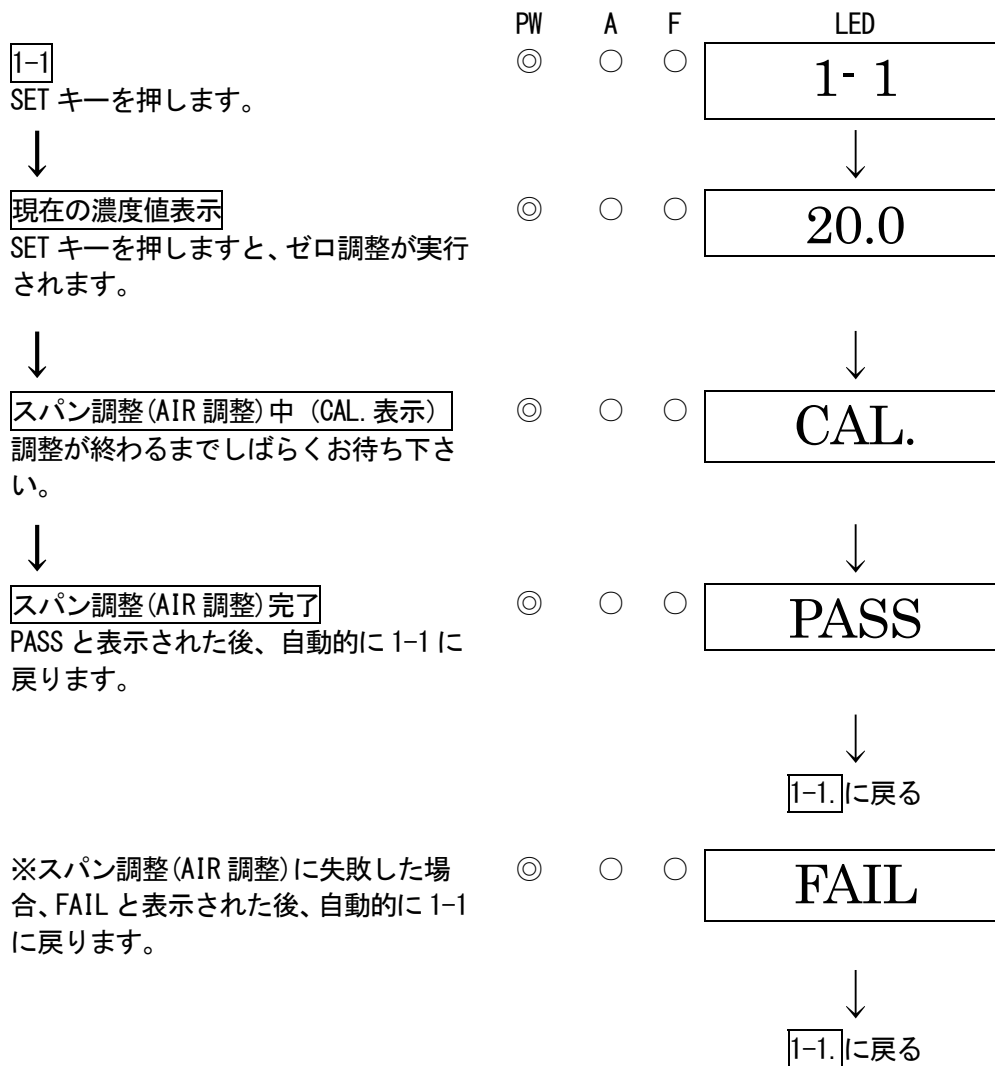 PW A F LED
1-1 ◎ ○ ○ 1- 1
SET キーを押します。
↓ ↓
現在の濃度値表示 ◎ ○ ○ 20.0
SET キーを押しますと、ゼロ調整が実行
されます。
↓ ↓
スパン調整(AIR 調整)中 (CAL.表示) ◎ ○ ○ CAL.
調整が終わるまでしばらくお待ち下さ
い。
↓ ↓
スパン調整(AIR 調整)完了 ◎ ○ ○ PASS
PASS と表示された後、自動的に 1-1 に
戻ります。
↓
1-1.に戻る
※スパン調整(AIR 調整)に失敗した場 ◎ ○ ○ FAIL
合、FAIL と表示された後、自動的に 1-1
に戻ります。
↓
1-1.に戻る